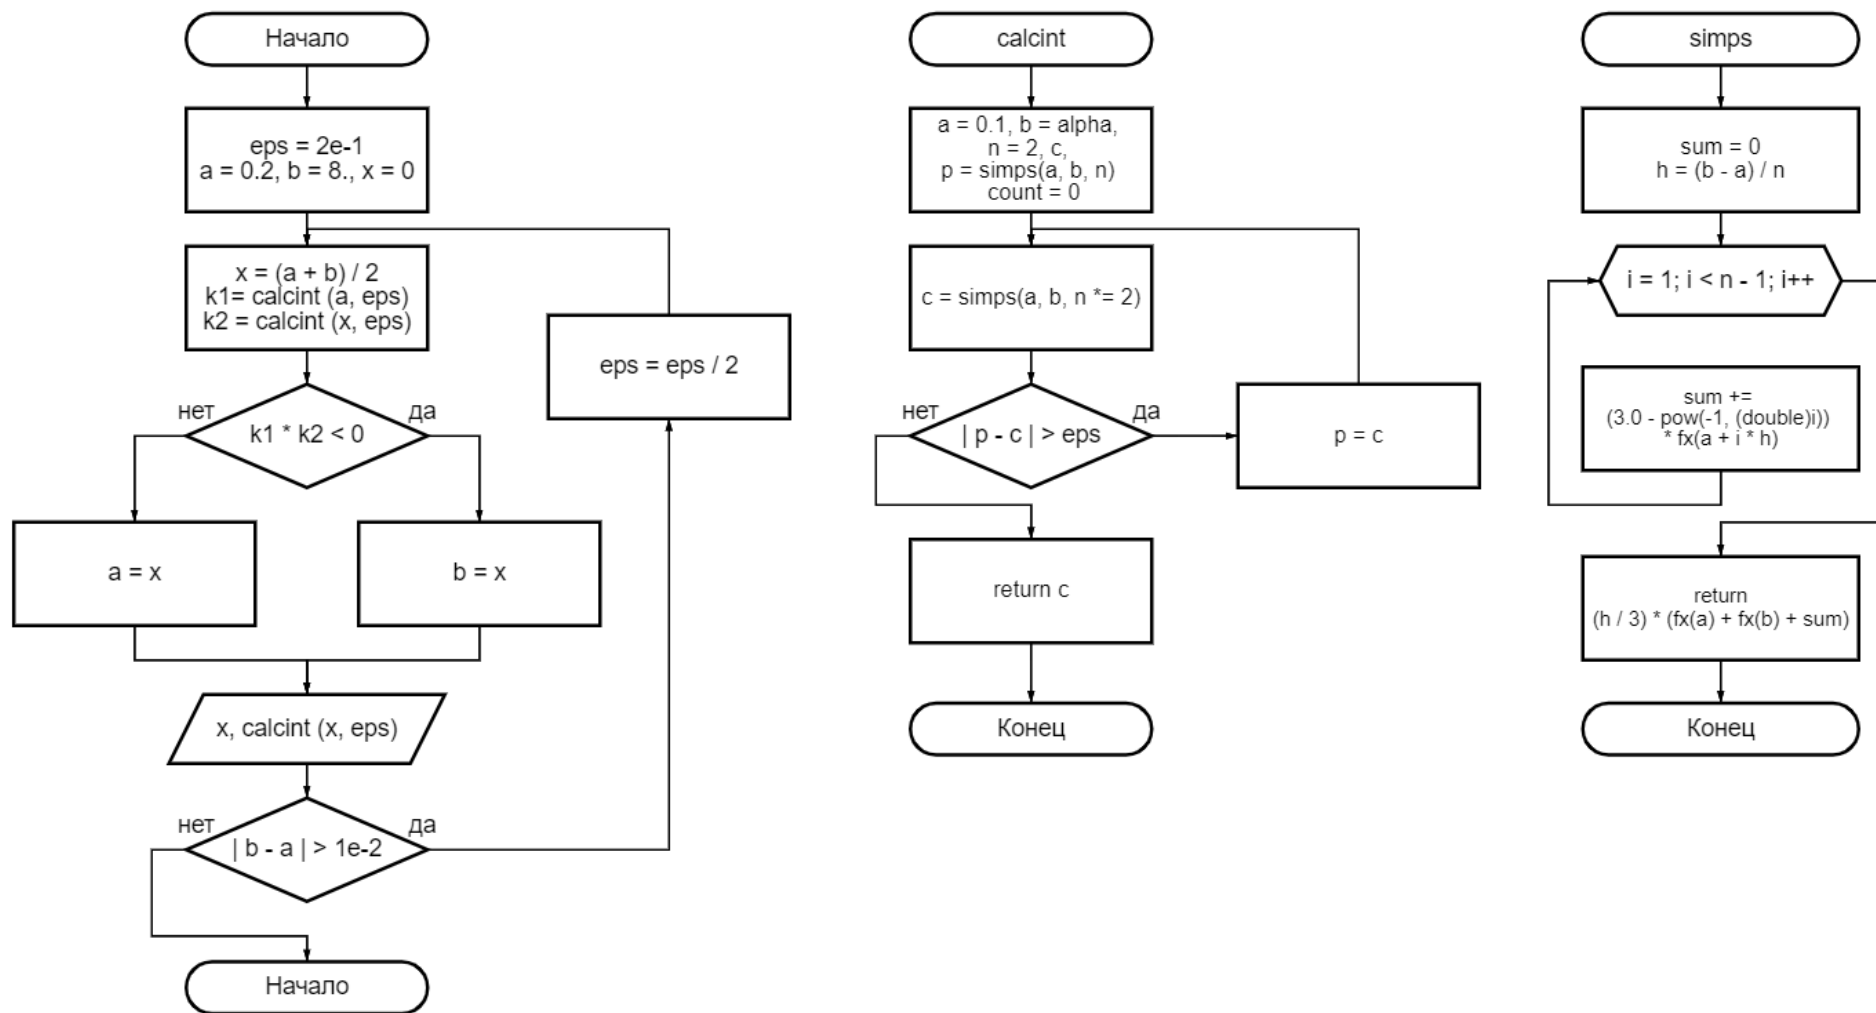 Начало
eps = 2e-1
a = 0.2, b = 8., x = 0
x = (a + b) / 2
k1= calcint (a, eps)
k2 = calcint (x, eps)
eps = eps / 2
нет
да
k1 * k2 < 0
a = x
b = x
x, calcint (x, eps)
нет
да
| b - a | > 1e-2
Начало
calcint
a = 0.1, b = alpha,
n = 2, c,
p = simps(a, b, n)
count = 0
c = simps(a, b, n *= 2)
нет
да
| p - c | > eps
p = c
return c
Конец
simps
sum = 0
h = (b - a) / n
i = 1; i < n - 1; i++
sum +=
(3.0 - pow(-1, (double)i))
* fx(a + i * h)
return
(h / 3) * (fx(a) + fx(b) + sum)
Конец